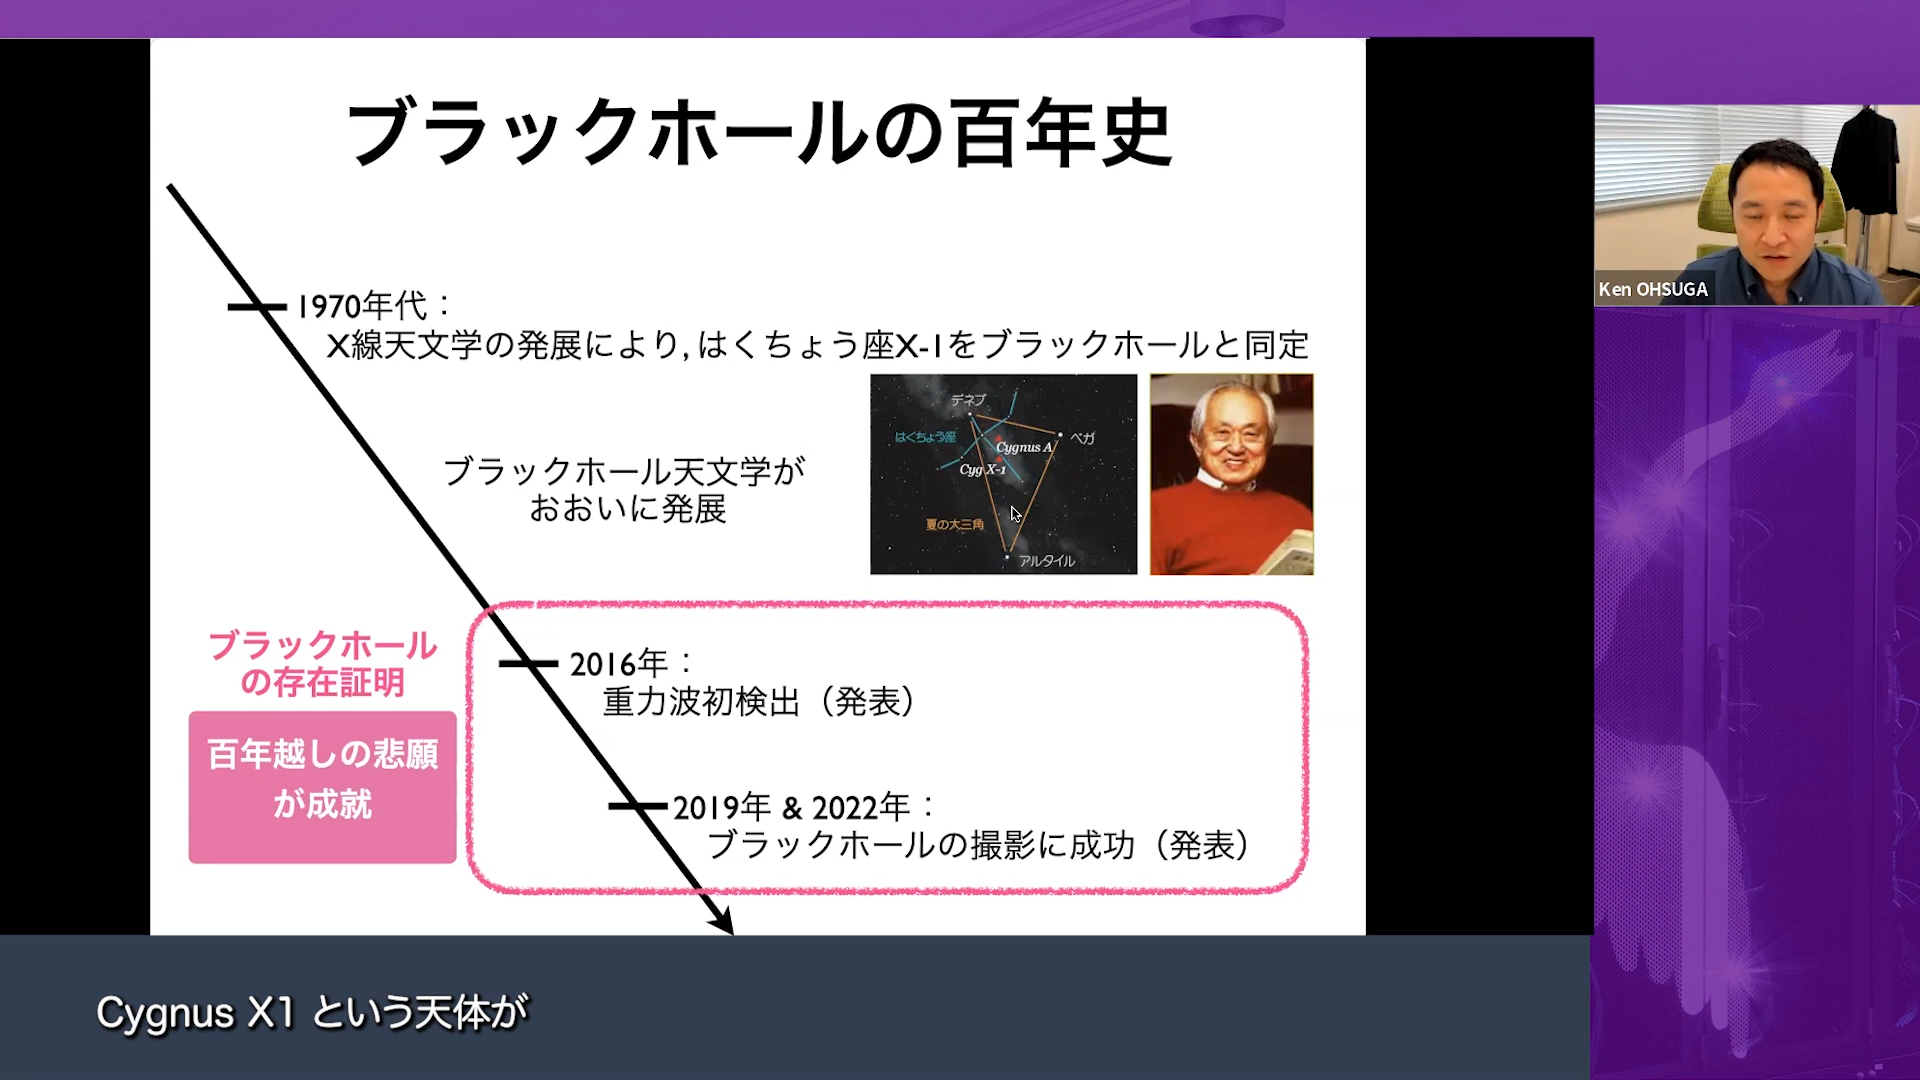 ブラックホールの百年史
1970年代：
X線天文学の発展により, はくちょう座X-1をブラックホールと同定
デネブ
はくちょう座
ベガ
Cygnus A
Cyg X-1
夏の大三角
アルタイル
ブラックホール天文学が
おおいに発展
ブラックホール
の存在証明
百年越しの悲願
が成就
2016年：
重力波初検出（発表）
2019年 & 2022年：
ブラックホールの撮影に成功（発表）
Ken OHSUGA
Cygnus X1 という天体が